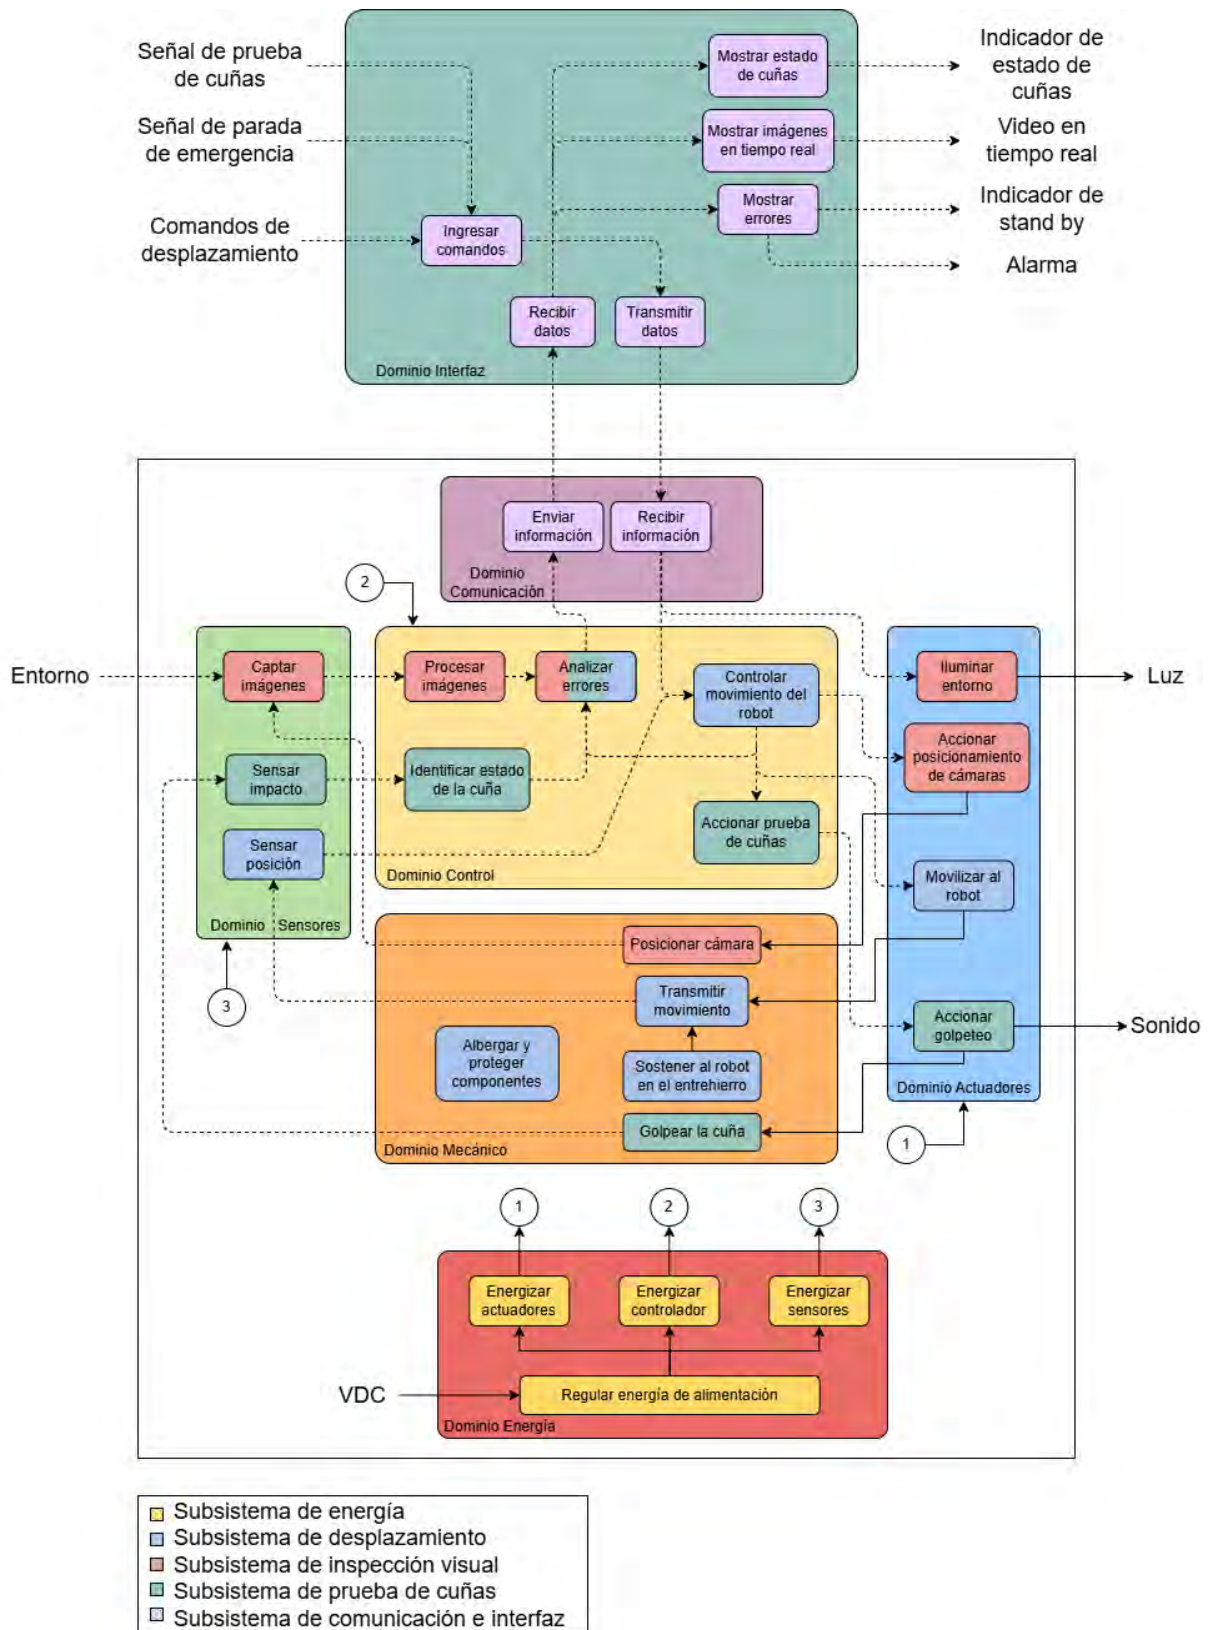 Señal de prueba
de cuñas
Señal de parada
de emergencia
Comandos de
desplazamiento
Mostrar estado
de cuñas
Mostrar imágenes
en tiempo real
Mostrar
errores
Ingresar
comandos
Recibir
datos
Transmitir
datos
Dominio Interfaz
Indicador de
estado de
cuñas
Video en
tiempo real
Indicador de
stand by
Alarma
Enviar
información
Recibir
información
Dominio
Comunicación
2
Entorno
Captar
imágenes
Sensar
impacto
Sensar
posición
Dominio Sensores
3
Procesar
imágenes
Analizar
errores
Controlar
movimiento del
robot
Identificar estado
de la cuña
Accionar prueba
de cuñas
Dominio Control
Iluminar
entorno
Accionar
posicionamiento
de cámaras
Movilizar al
robot
Accionar
golpeteo
Dominio Actuadores
1
Luz
Sonido
Posicionar cámara
Transmitir
movimiento
Albergar y
proteger
componentes
Sostener al robot
en el entrehierro
Golpear la cuña
Dominio Mecánico
1
2
3
Energizar
actuadores
Energizar
controlador
Energizar
sensores
VDC
Regular energía de alimentación
Dominio Energía
Subsistema de energía
Subsistema de desplazamiento
Subsistema de inspección visual
Subsistema de prueba de cuñas
Subsistema de comunicación e interfaz